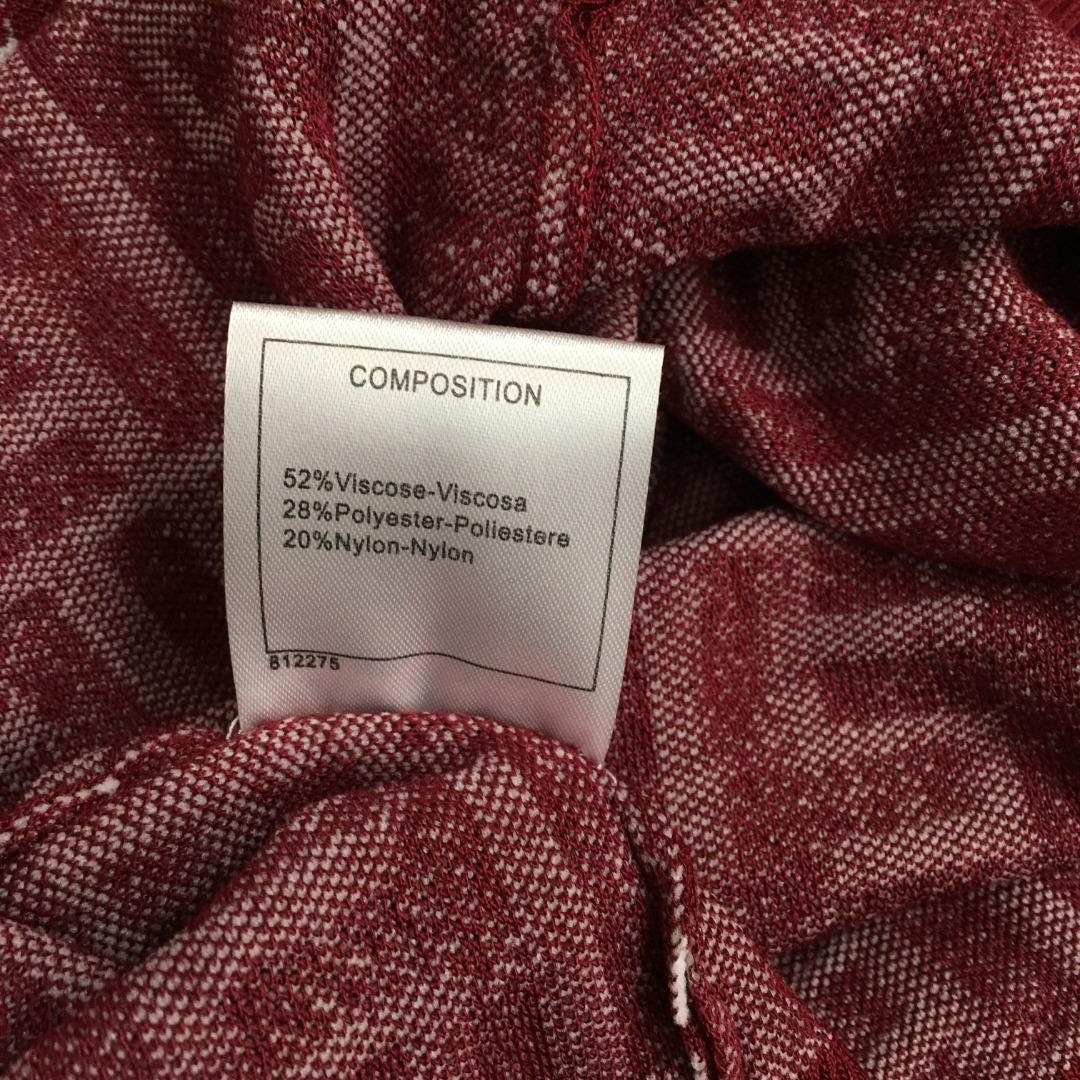 COMPOSITION
52%Viscose-Viscosa
28%Polyester-Poliestere
20%Nylon-Nylon
812275